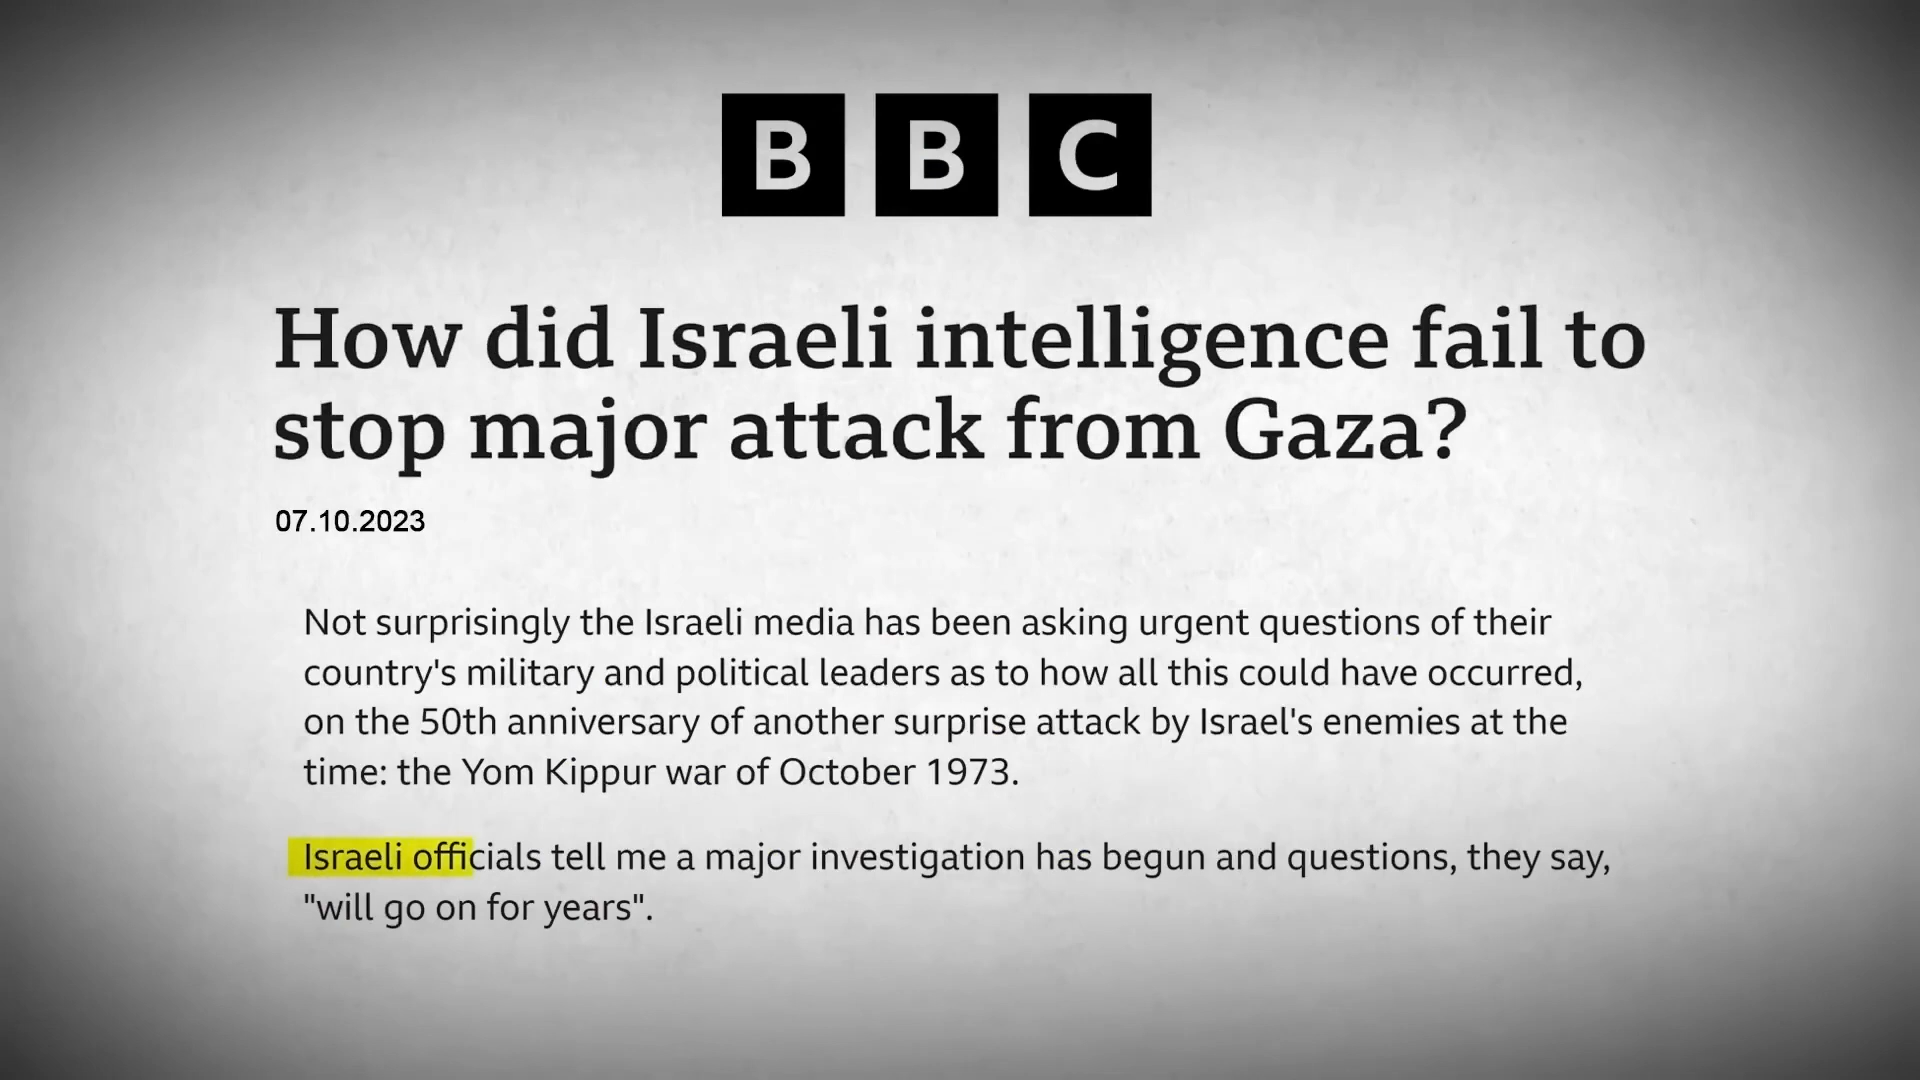 BBC
How did Israeli intelligence fail to
stop major attack from Gaza?
07.10.2023
Not surprisingly the Israeli media has been asking urgent questions of their
country's military and political leaders as to how all this could have occurred,
on the 50th anniversary of another surprise attack by Israel's enemies at the
time: the Yom Kippur war of October 1973.
Israeli officials tell me a major investigation has begun and questions, they say,
"will go on for years".